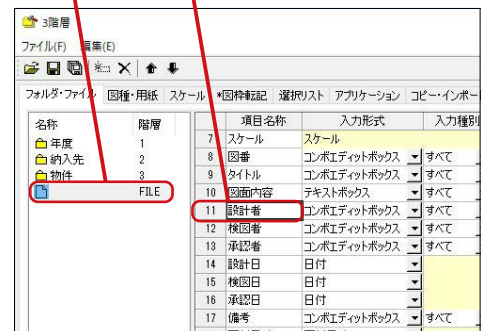 3階層
ファイル(F) 編集(E)
フォルダ・ファイル 図種・用紙 スケール *図枠転記 選択リスト アプリケーション コピー・インポー
名称 階層
年度 1
納入先 2
物件 3
FILE
項目名称 入力形式 入力種別
7 スケール スケール
8 図番 コンボエディットボックス すべて
9 タイトル コンボエディットボックス すべて
10 図面内容 テキストボックス すべて
11 設計者 コンボエディットボックス すべて
12 検図者 コンボエディットボックス すべて
13 承認者 コンボエディットボックス すべて
14 設計日 日付
15 検図日 日付
16 承認日 日付
17 備考 コンボエディットボックス すべて